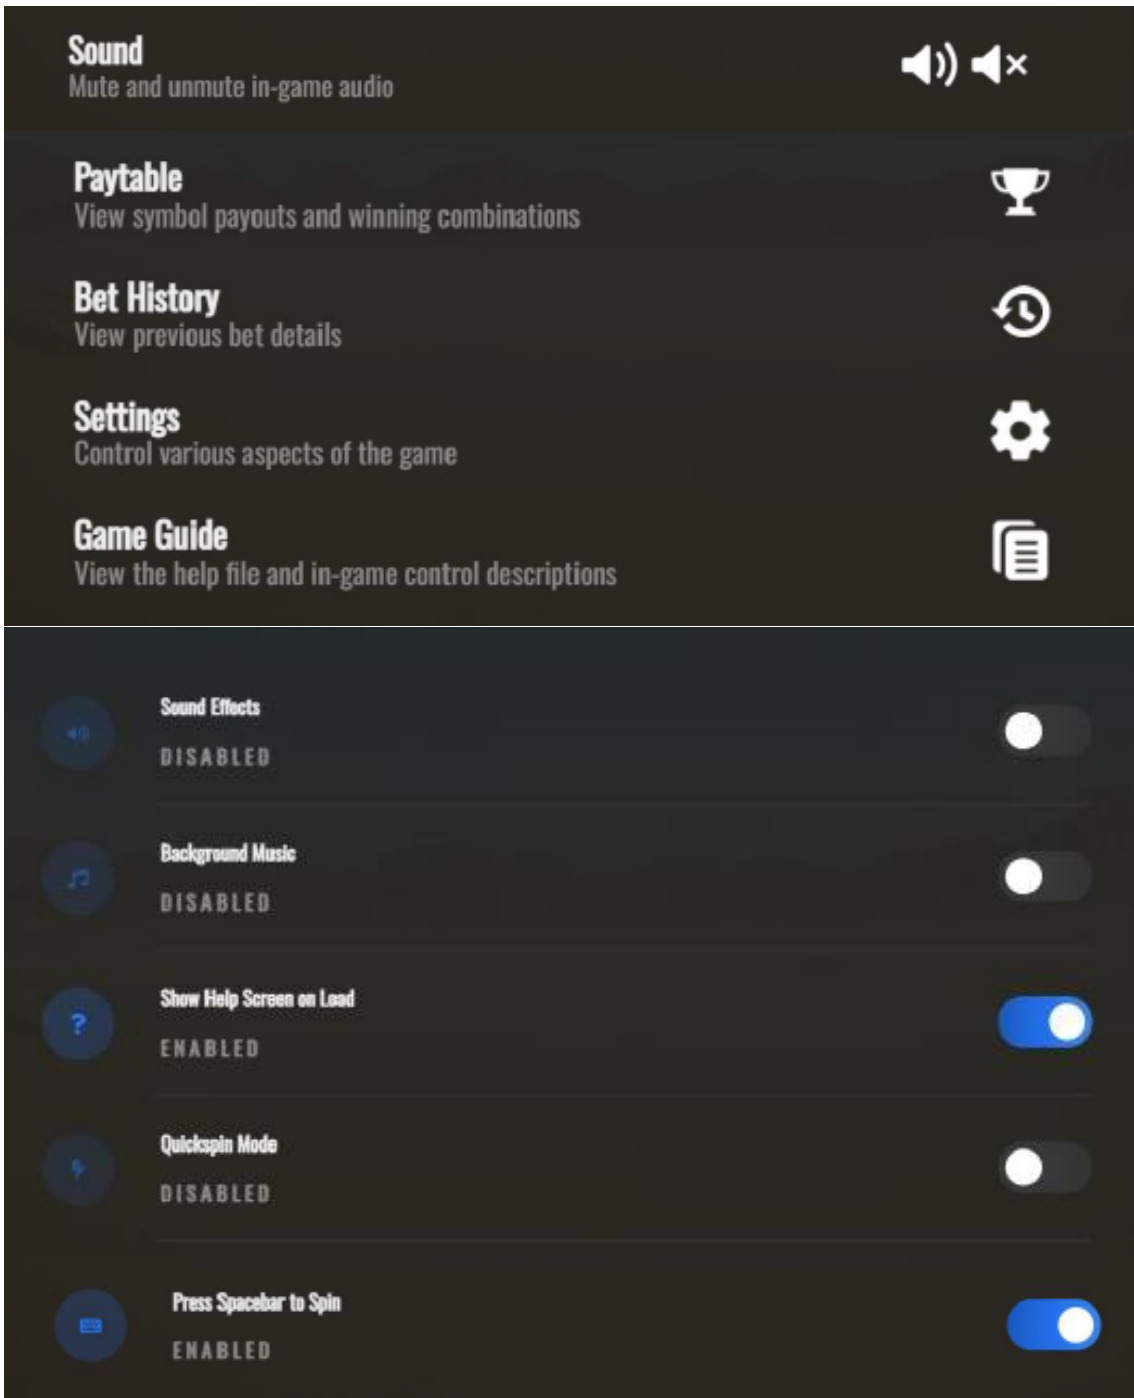 Sound
Mute and unmute in-game audio
Paytable
View symbol payouts and winning combinations
Bet History
View previous bet details
Settings
Control various aspects of the game
Game Guide
View the help file and in-game control descriptions
Sound Effects
DISABLED
Background Music
DISABLED
Show Help Screen on Load
ENABLED
Quickspin Mode
DISABLED
Press Spacebar to Spin
ENABLED